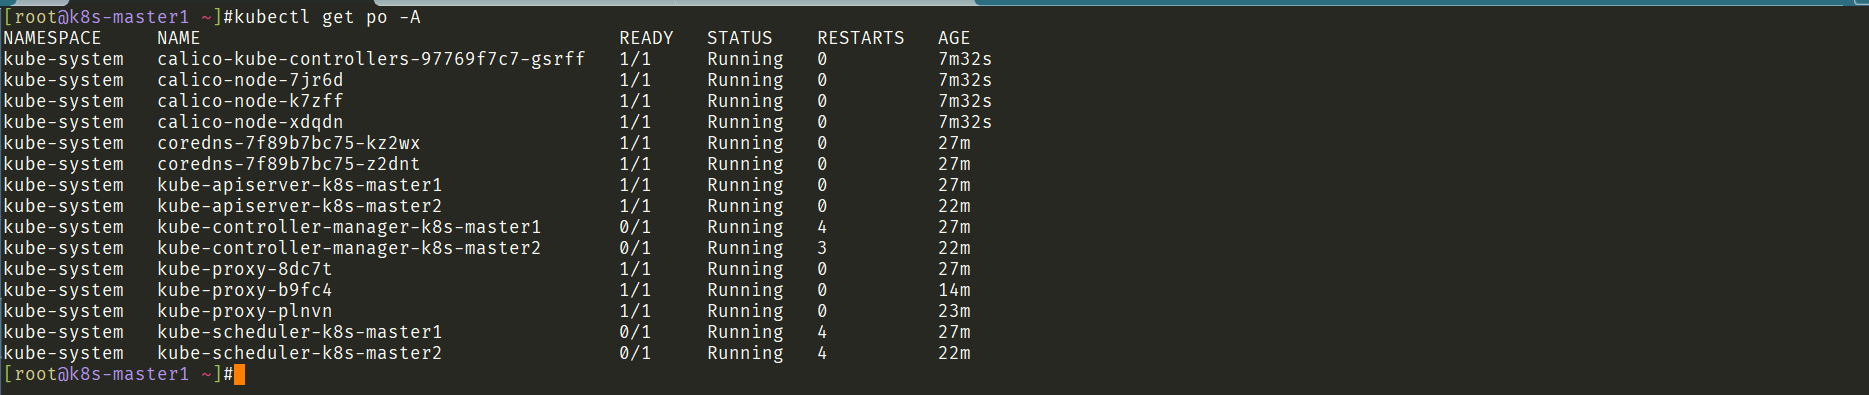 [root@k8s-master1 ~]#kubectl get po -A
NAMESPACE NAME READY STATUS RESTARTS AGE
kube-system calico-kube-controllers-97769f7c7-gsrff 1/1 Running 0 7m32s
kube-system calico-node-7jr6d 1/1 Running 0 7m32s
kube-system calico-node-k7zff 1/1 Running 0 7m32s
kube-system calico-node-xdqdn 1/1 Running 0 7m32s
kube-system coredns-7f89b7bc75-kz2wx 1/1 Running 0 27m
kube-system coredns-7f89b7bc75-z2dnt 1/1 Running 0 27m
kube-system kube-apiserver-k8s-master1 1/1 Running 0 27m
kube-system kube-apiserver-k8s-master2 1/1 Running 0 22m
kube-system kube-controller-manager-k8s-master1 0/1 Running 4 27m
kube-system kube-controller-manager-k8s-master2 0/1 Running 3 22m
kube-system kube-proxy-8dc7t 1/1 Running 0 27m
kube-system kube-proxy-b9fc4 1/1 Running 0 14m
kube-system kube-proxy-plnvn 1/1 Running 0 23m
kube-system kube-scheduler-k8s-master1 0/1 Running 4 27m
kube-system kube-scheduler-k8s-master2 0/1 Running 4 22m
[root@k8s-master1 ~]#